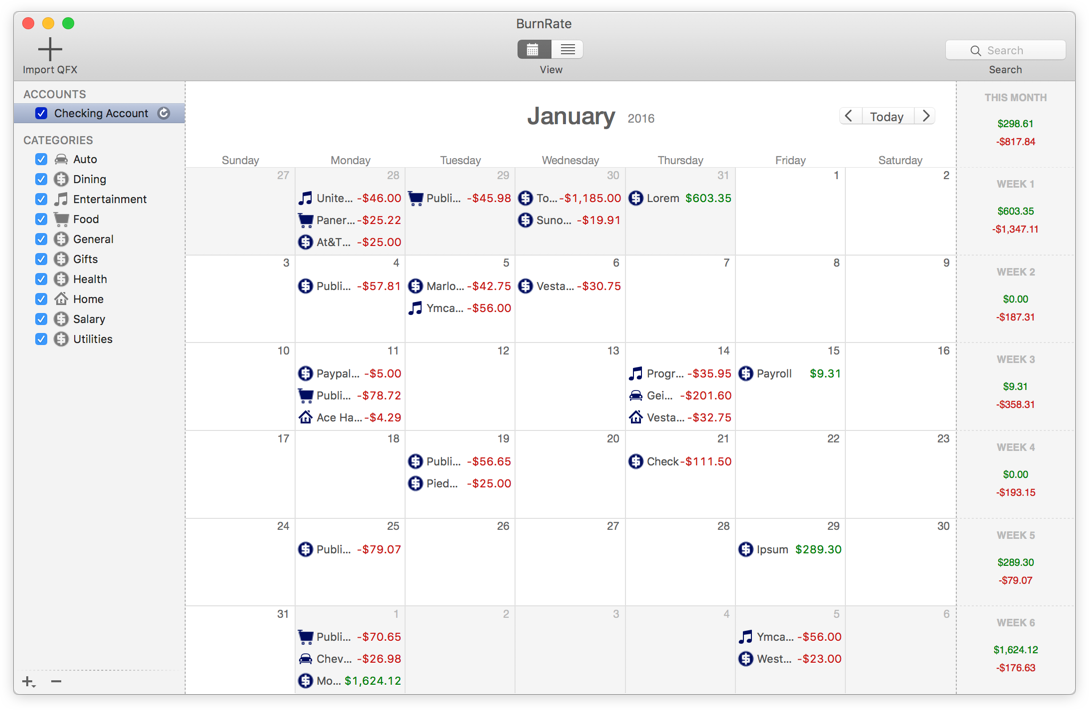 BurnRate
Import QFX
View
Search
Search
ACCOUNTS
Checking Account
CATEGORIES
Auto
Dining
Entertainment
Food
General
Gifts
Health
Home
Salary
Utilities
January 2016
Today
Sunday Monday Tuesday Wednesday Thursday Friday Saturday
27 28 29 30 31 1 2
Unite... -$46.00 Publi... -$45.98 To... -$1,185.00 Lorem $603.35
Paner... -$25.22 Suno... -$19.91
At&T... -$25.00
3 4 5 6 7 8 9
Publi... -$57.81 Marlo... -$42.75 Vesta... -$30.75
Ymca... -$56.00
10 11 12 13 14 15 16
Paypal... -$5.00 Progr... -$35.95 Payroll $9.31
Publi... -$78.72 Gei... -$201.60
Ace Ha... -$4.29 Vesta... -$32.75
17 18 19 20 21 22 23
Publi... -$56.65 Check -$111.50
Pied... -$25.00
24 25 26 27 28 29 30
Publi... -$79.07 Ipsum $289.30
31 1 2 3 4 5 6
Publi... -$70.65 Ymca... -$56.00
Chev... -$26.98 West... -$23.00
Mo... $1,624.12
THIS MONTH
$298.61
-$817.84
WEEK 1
$603.35
-$1,347.11
WEEK 2
$0.00
-$187.31
WEEK 3
$9.31
-$358.31
WEEK 4
$0.00
-$193.15
WEEK 5
$289.30
-$79.07
WEEK 6
$1,624.12
-$176.63